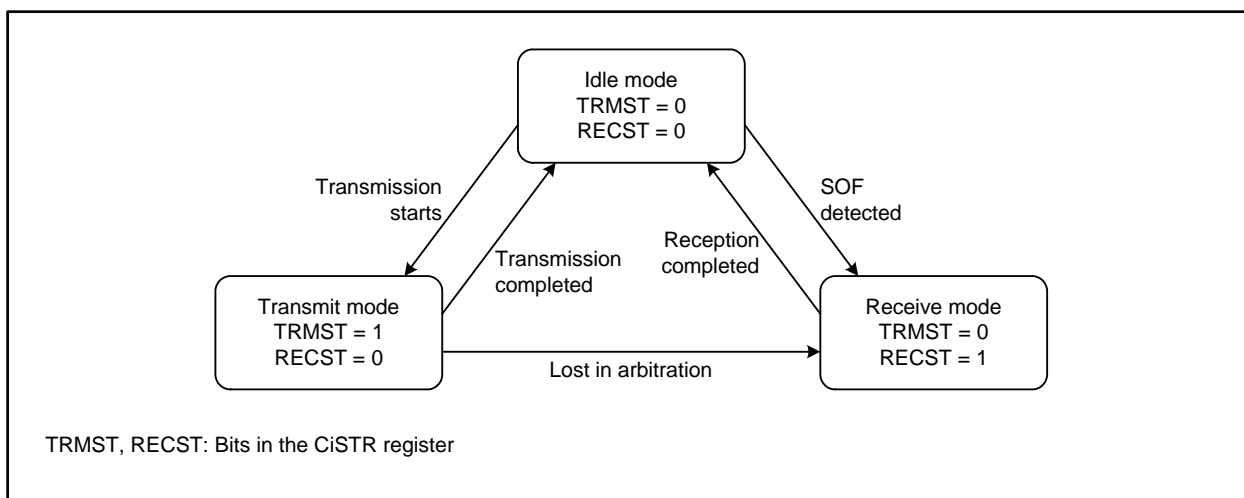 Idle mode
TRMST = 0
RECST = 0
Transmission
starts
SOF
detected
Transmission
completed
Reception
completed
Transmit mode
TRMST = 1
RECST = 0
Receive mode
TRMST = 0
RECST = 1
Lost in arbitration
TRMST, RECST: Bits in the CiSTR register